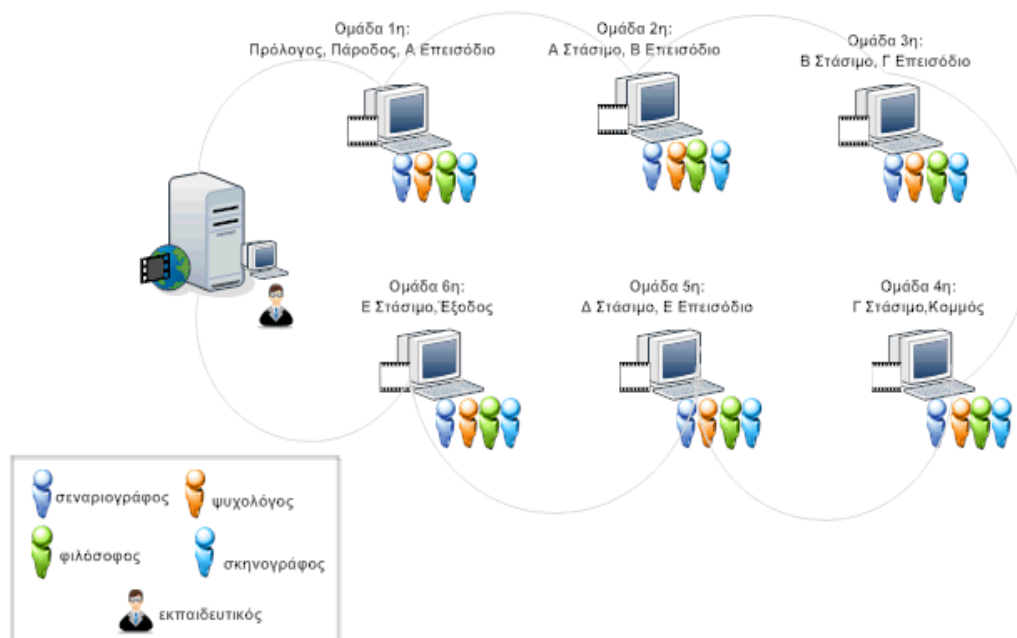 Ομάδα 1η:
Πρόλογος, Πάροδος, Α Επεισόδιο
Ομάδα 2η:
Α Στάσιμο, Β Επεισόδιο
Ομάδα 3η:
Β Στάσιμο, Γ Επεισόδιο
Ομάδα 6η:
Ε Στάσιμο, Έξοδος
Ομάδα 5η:
Δ Στάσιμο, Ε Επεισόδιο
Ομάδα 4η:
Γ Στάσιμο,Κομμός
σεναριογράφος
ψυχολόγος
φιλόσοφος
σκηνογράφος
εκπαιδευτικός